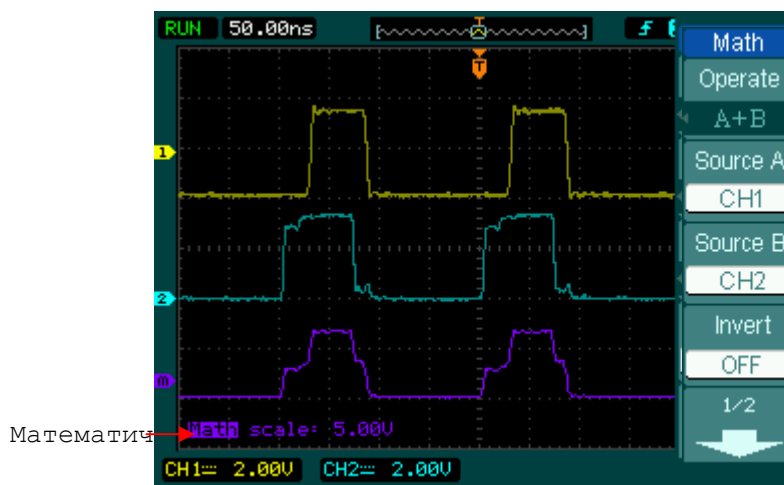 RUN 50.00ns
T
T
Math
Operate
A+B
1
Source A
CH1
Source B
CH2
2
Invert
OFF
m
1/2
Математич
Math scale: 5.00V
CH1 2.00V CH2 2.00V